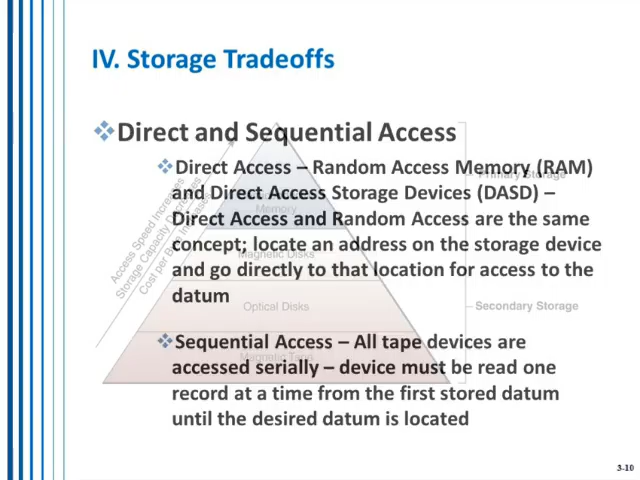 IV. Storage Tradeoffs
❖Direct and Sequential Access
❖Direct Access – Random Access Memory (RAM)
and Direct Access Storage Devices (DASD) –
Direct Access and Random Access are the same
concept; locate an address on the storage device
and go directly to that location for access to the
datum
❖Sequential Access – All tape devices are
accessed serially – device must be read one
record at a time from the first stored datum
until the desired datum is located
Access Speed Increases
Storage Capacity Decreases
Cost per Byte Increases
Memory
Magnetic Disks
Optical Disks
Magnetic Tape
Primary Storage
Secondary Storage
3-10